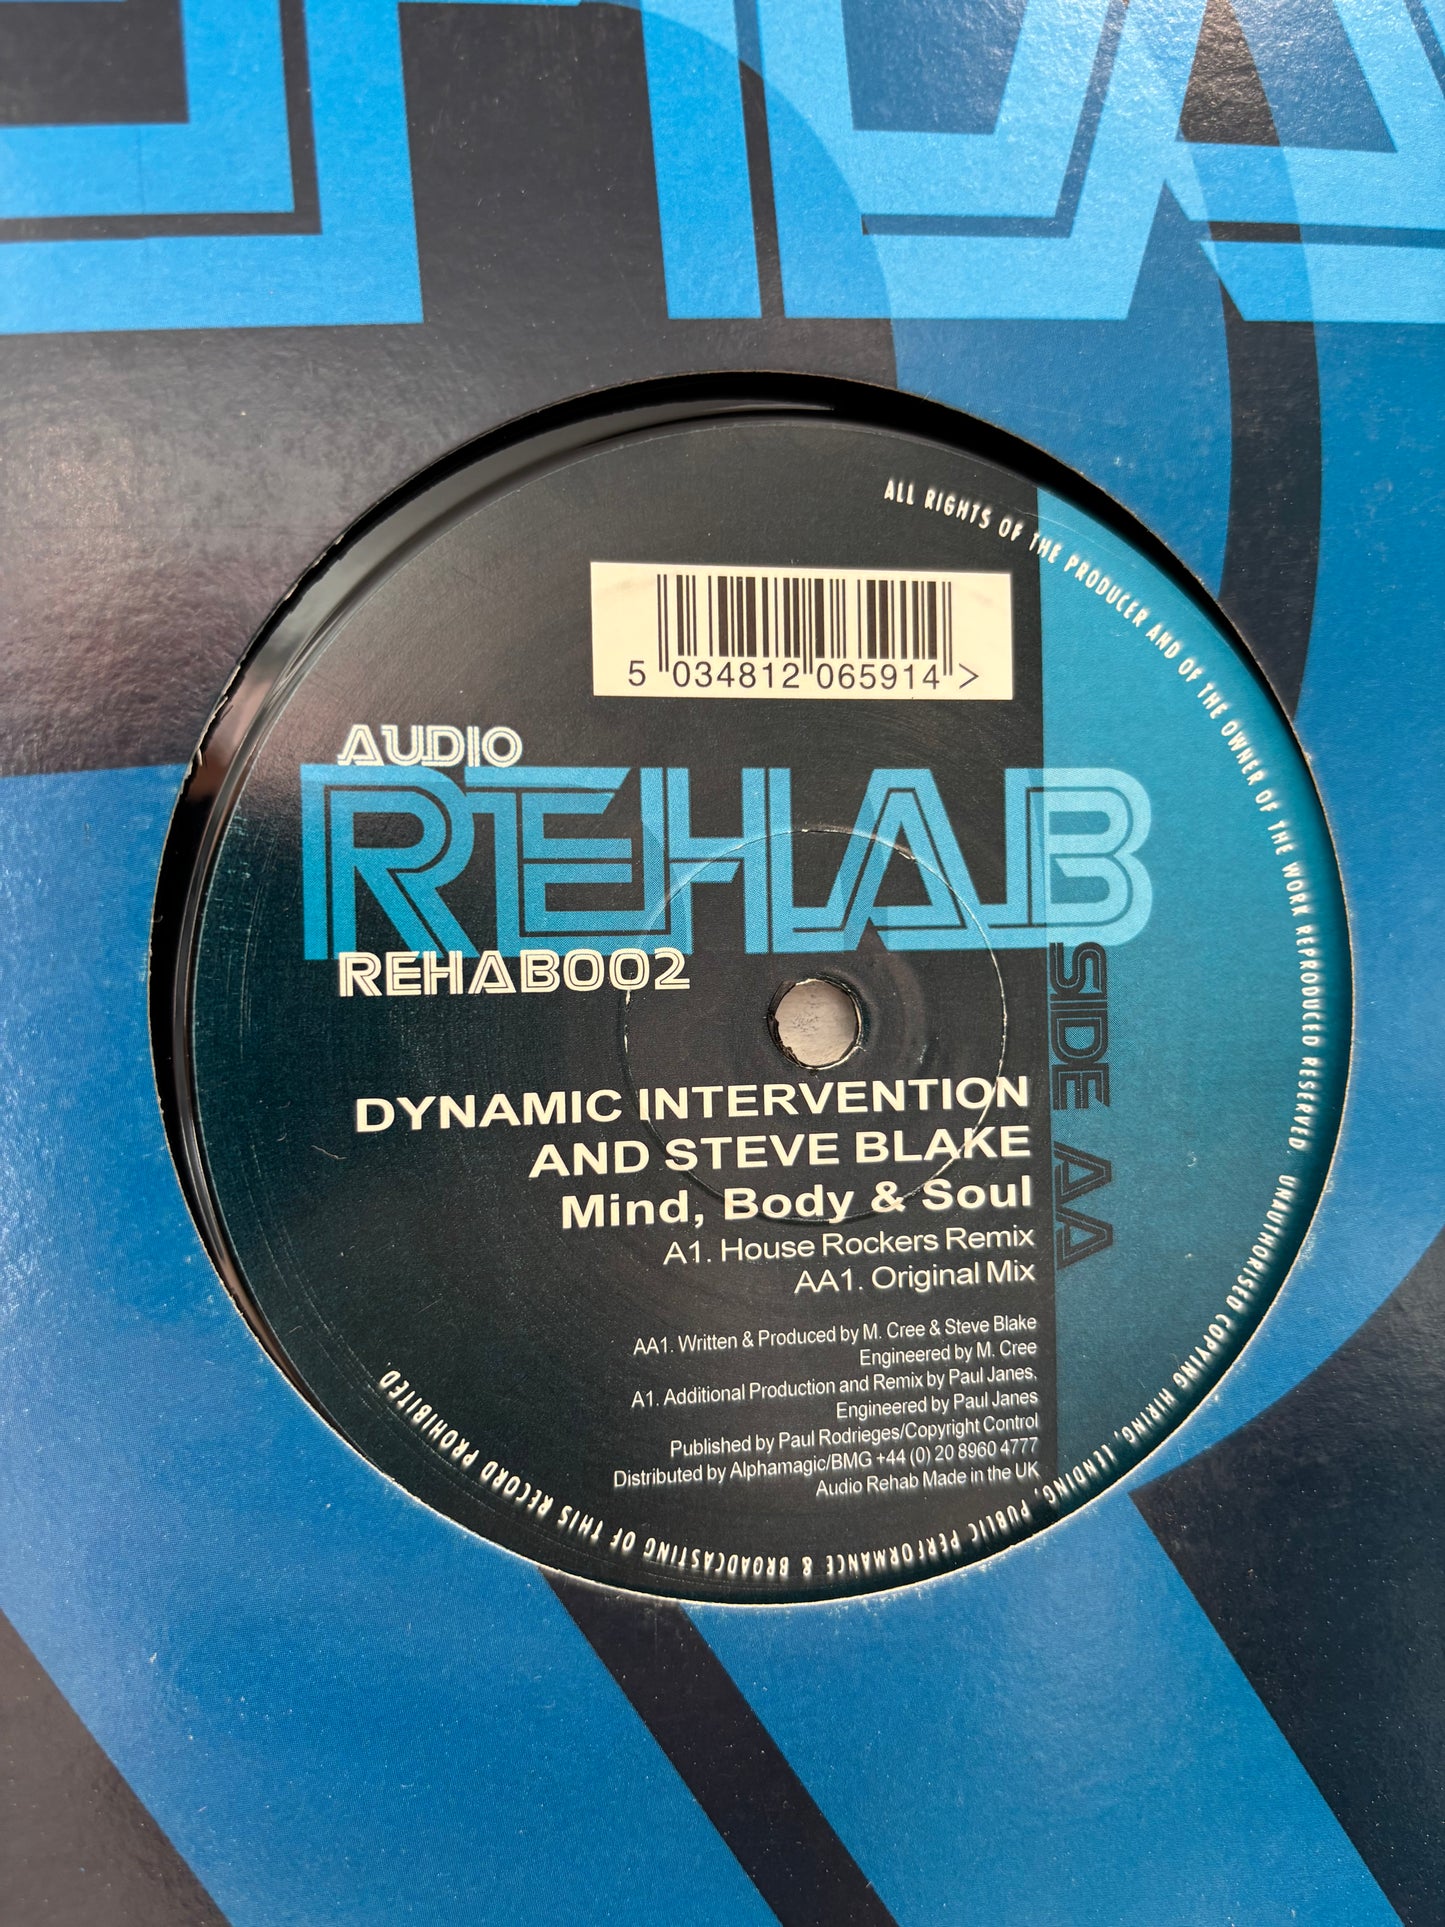 5 034812 065914 >
AUDIO
REHAB
REHAB002
SIDE AA
DYNAMIC INTERVENTION
AND STEVE BLAKE
Mind, Body & Soul
A1. House Rockers Remix
AA1. Original Mix
AA1. Written & Produced by M. Cree & Steve Blake
Engineered by M. Cree
A1. Additional Production and Remix by Paul Janes.
Engineered by Paul Janes
Published by Paul Rodrieges/Copyright Control
Distributed by Alphamagic/BMG +44 (0) 20 8960 4777
Audio Rehab Made in the UK
ALL RIGHTS OF THE PRODUCER AND OF THE OWNER OF THE WORK REPRODUCED RESERVED. UNAUTHORISED COPYING, HIRING, LENDING, PUBLIC PERFORMANCE & BROADCASTING OF THIS RECORD PROHIBITED